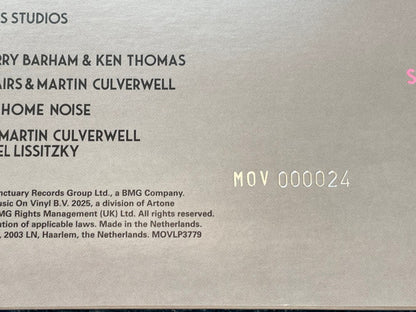 S STUDIOS
RRY BARHAM & KEN THOMAS
AIRS & MARTIN CULVERWELL
HOME NOISE
MARTIN CULVERWELL
EL LISSITZKY
S
MOV 000024
nctuary Records Group Ltd., a BMG Company.
usic On Vinyl B.V. 2025, a division of Artone
MG Rights Management (UK) Ltd. All rights reserved.
ution of applicable laws. Made in the Netherlands.
, 2003 LN, Haarlem, the Netherlands. MOVLP3779